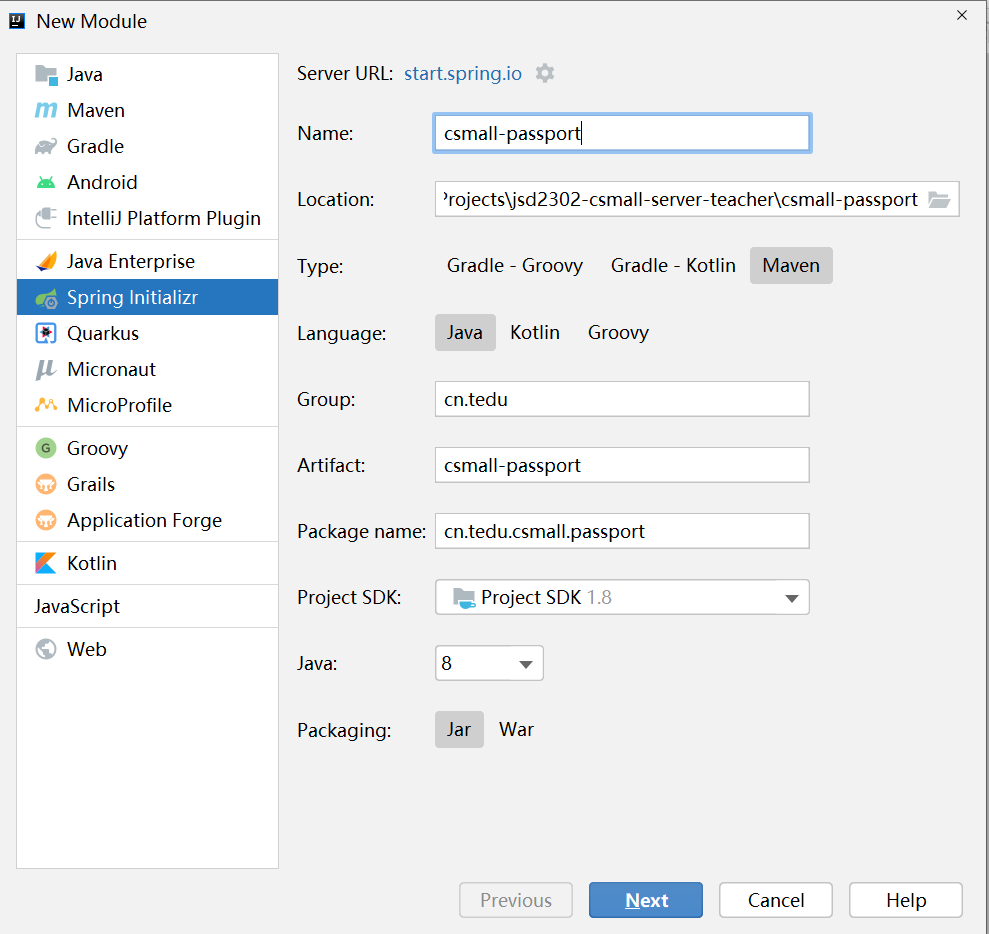 New Module
Java
Maven
Gradle
Android
IntelliJ Platform Plugin
Java Enterprise
Spring Initializr
Quarkus
Micronaut
MicroProfile
Groovy
Grails
Application Forge
Kotlin
JavaScript
Web
Server URL: start.spring.io
Name: csmall-passport
Location: Projects\jsd2302-csmall-server-teacher\csmall-passport
Type: Gradle - Groovy Gradle - Kotlin Maven
Language: Java Kotlin Groovy
Group: cn.tedu
Artifact: csmall-passport
Package name: cn.tedu.csmall.passport
Project SDK: Project SDK 1.8
Java: 8
Packaging: Jar War
Previous Next Cancel Help